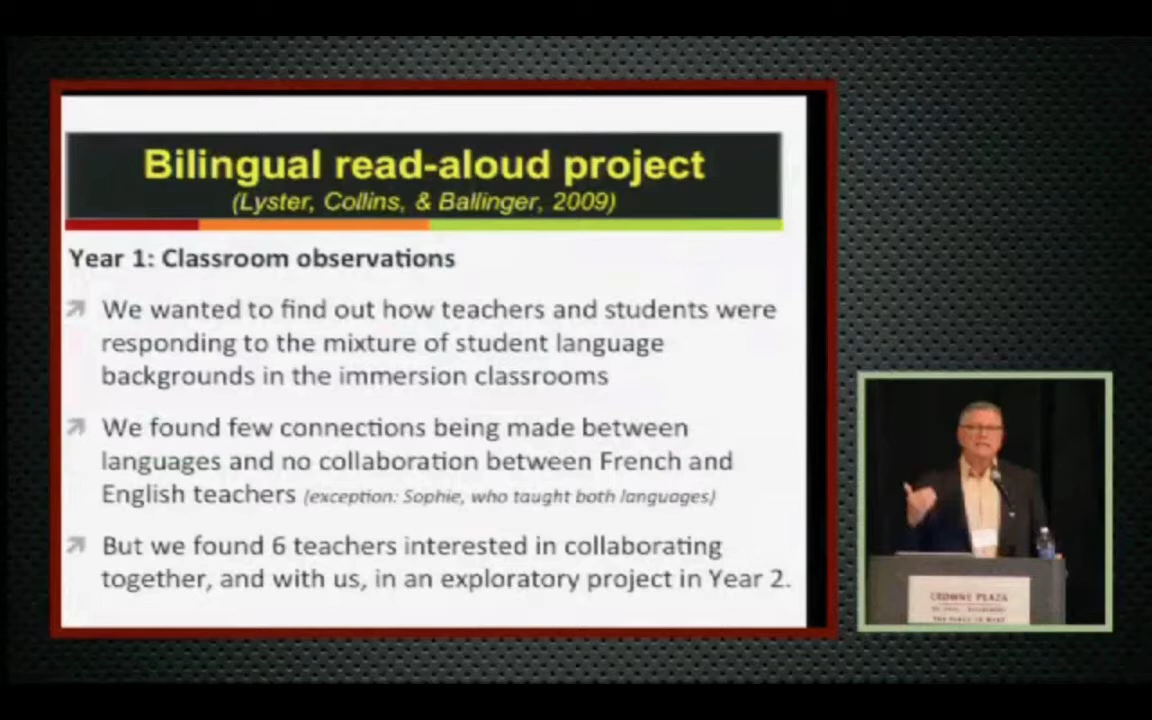 Bilingual read-aloud project
(Lyster, Collins, & Ballinger, 2009)
Year 1: Classroom observations
We wanted to find out how teachers and students were
responding to the mixture of student language
backgrounds in the immersion classrooms
We found few connections being made between
languages and no collaboration between French and
English teachers (exception: Sophie, who taught both languages)
But we found 6 teachers interested in collaborating
together, and with us, in an exploratory project in Year 2.
CROWNE PLAZA
THE PLACE TO MEET